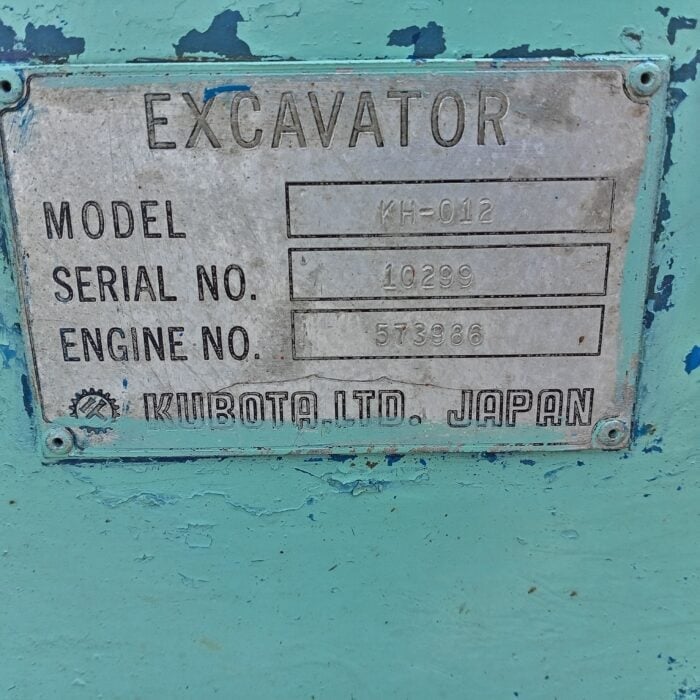 EXCAVATOR
MODEL KH-012
SERIAL NO. 10299
ENGINE NO. 573986
KUBOTA,LTD. JAPAN